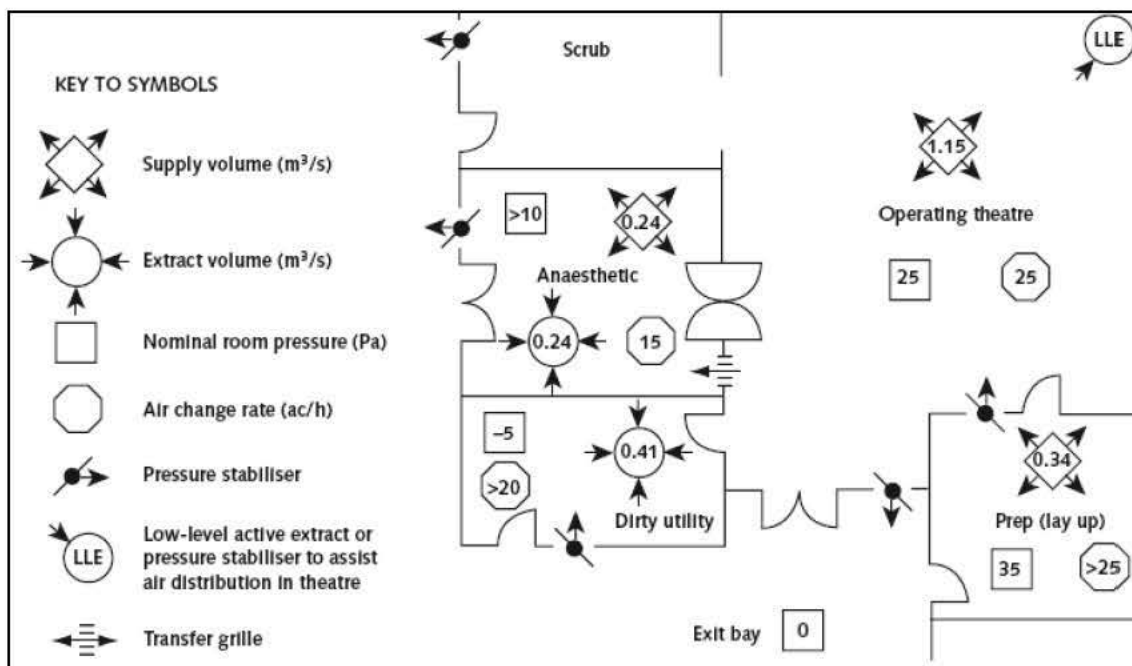 KEY TO SYMBOLS
Supply volume (m³/s)
Extract volume (m³/s)
Nominal room pressure (Pa)
Air change rate (ac/h)
Pressure stabiliser
LLE
Low-level active extract or
pressure stabiliser to assist
air distribution in theatre
Transfer grille
Scrub
LLE
1.15
Operating theatre
25
25
>10
0.24
Anaesthetic
0.24
15
–5
0.41
>20
Dirty utility
0.34
Prep (lay up)
35
>25
Exit bay
0